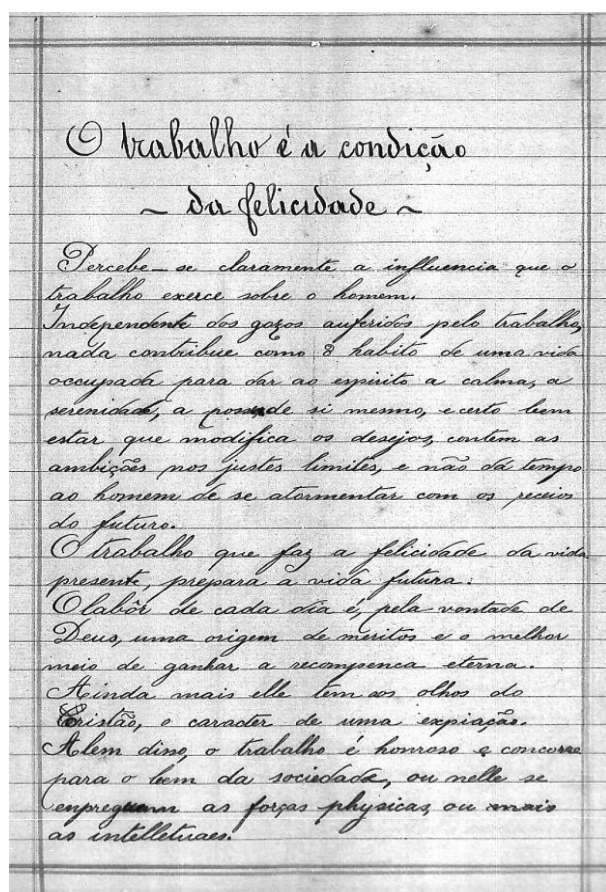 O trabalho é a condição
~ da felicidade ~
Percebe-se claramente a influencia que o
trabalho exerce sobre o homem.
Independente dos gozos auferidos pelo trabalho,
nada contribue como o habito de uma vida
occupada para dar ao espirito a calma, a
serenidade, a posse de si mesmo, e certo bem
estar que modifica os desejos, contem as
ambições nos justes limites, e não dá tempo
ao homem de se atormentar com os receios
do futuro.
O trabalho que faz a felicidade da vida
presente, prepara a vida futura:
O labôr de cada dia é, pela vontade de
Deus, uma origem de meritos e o melhor
meio de ganhar a recompenca eterna.
Ainda mais elle tem aos olhos do
Cristão, o caracter de uma expiação.
Alem diso, o trabalho é honroso e concorre
para o bem da sociedade, ou nelle se
empreguem as forças physicas, ou mais
as intelletuaes.